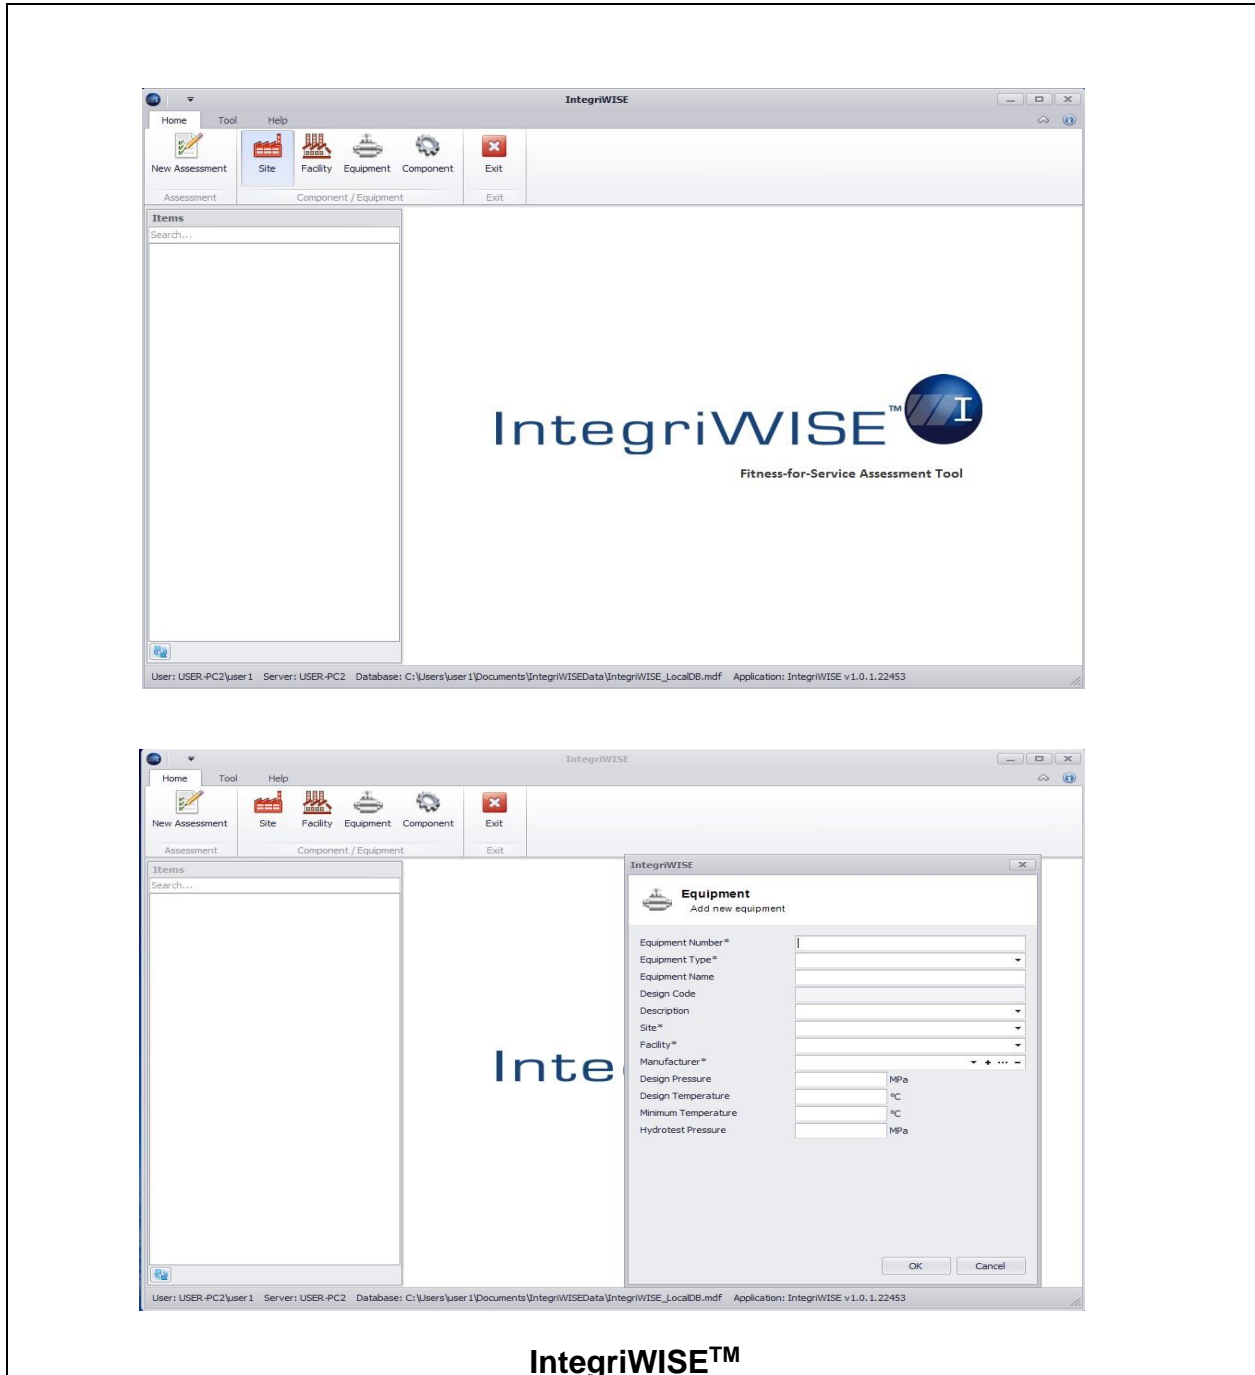 IntegriWISE
Home Tool Help
New Assessment Site Facility Equipment Component Exit
Assessment Component / Equipment Exit
Items
Search...
IntegriWISE™ I
Fitness-for-Service Assessment Tool
User: USER-PC2\user1 Server: USER-PC2 Database: C:\Users\user1\Documents\IntegriWISEData\IntegriWISE_LocalDB.mdf Application: IntegriWISE v1.0.1.22453
IntegriWISE
Home Tool Help
New Assessment Site Facility Equipment Component Exit
Assessment Component / Equipment Exit
Items
Search...
Inte
IntegriWISE
Equipment
Add new equipment
Equipment Number*
Equipment Type*
Equipment Name
Design Code
Description
Site*
Facility*
Manufacturer*
Design Pressure MPa
Design Temperature ºC
Minimum Temperature ºC
Hydrotest Pressure MPa
OK Cancel
User: USER-PC2\user1 Server: USER-PC2 Database: C:\Users\user1\Documents\IntegriWISEData\IntegriWISE_LocalDB.mdf Application: IntegriWISE v1.0.1.22453
IntegriWISE™